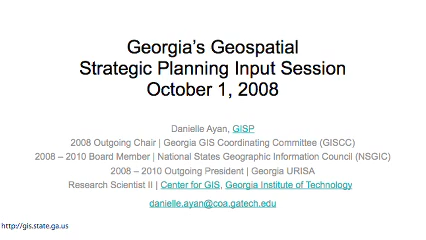 Georgia's Geospatial
Strategic Planning Input Session
October 1, 2008
Danielle Ayan, GISP
2008 Outgoing Chair | Georgia GIS Coordinating Committee (GISCC)
2008 – 2010 Board Member | National States Geographic Information Council (NSGIC)
2008 – 2010 Outgoing President | Georgia URISA
Research Scientist II | Center for GIS, Georgia Institute of Technology
danielle.ayan@coa.gatech.edu
http://gis.state.ga.us